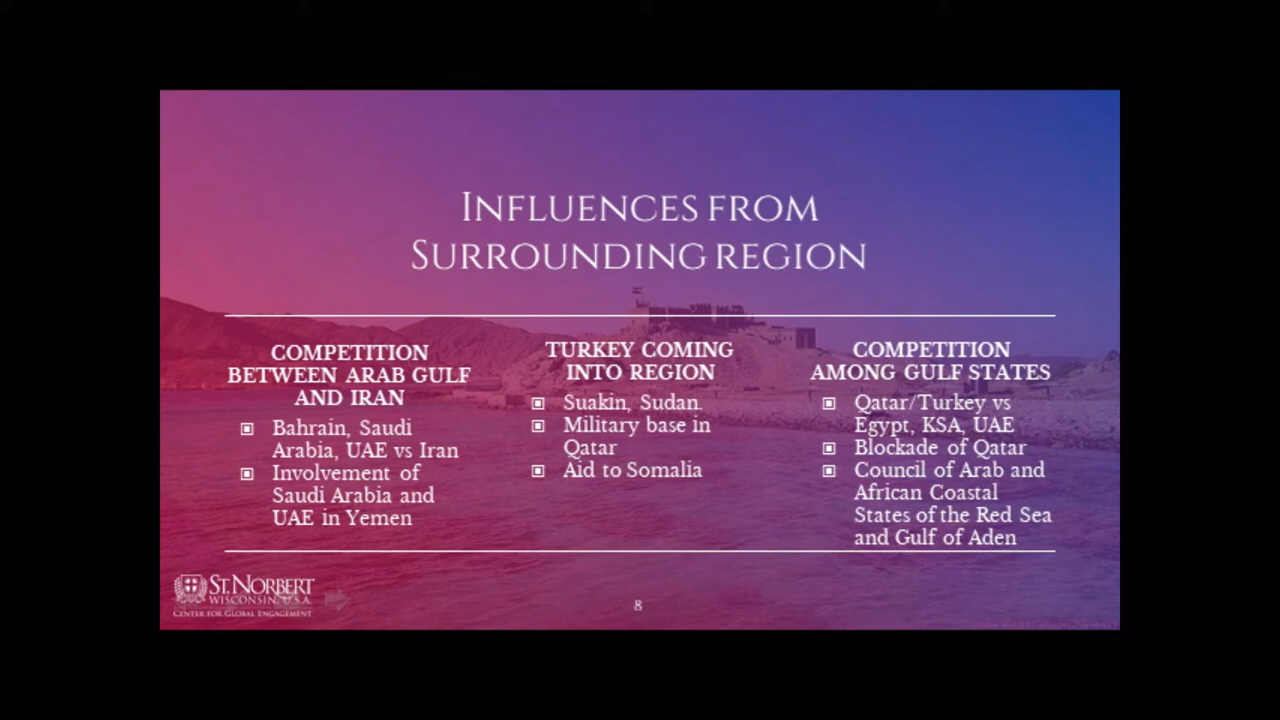 INFLUENCES FROM
SURROUNDING REGION
COMPETITION
BETWEEN ARAB GULF
AND IRAN
▣ Bahrain, Saudi
Arabia, UAE vs Iran
▣ Involvement of
Saudi Arabia and
UAE in Yemen
TURKEY COMING
INTO REGION
▣ Suakin, Sudan.
▣ Military base in
Qatar
▣ Aid to Somalia
COMPETITION
AMONG GULF STATES
▣ Qatar/Turkey vs
Egypt, KSA, UAE
▣ Blockade of Qatar
▣ Council of Arab and
African Coastal
States of the Red Sea
and Gulf of Aden
ST. NORBERT
WISCONSIN, U.S.A.
CENTER FOR GLOBAL ENGAGEMENT
8